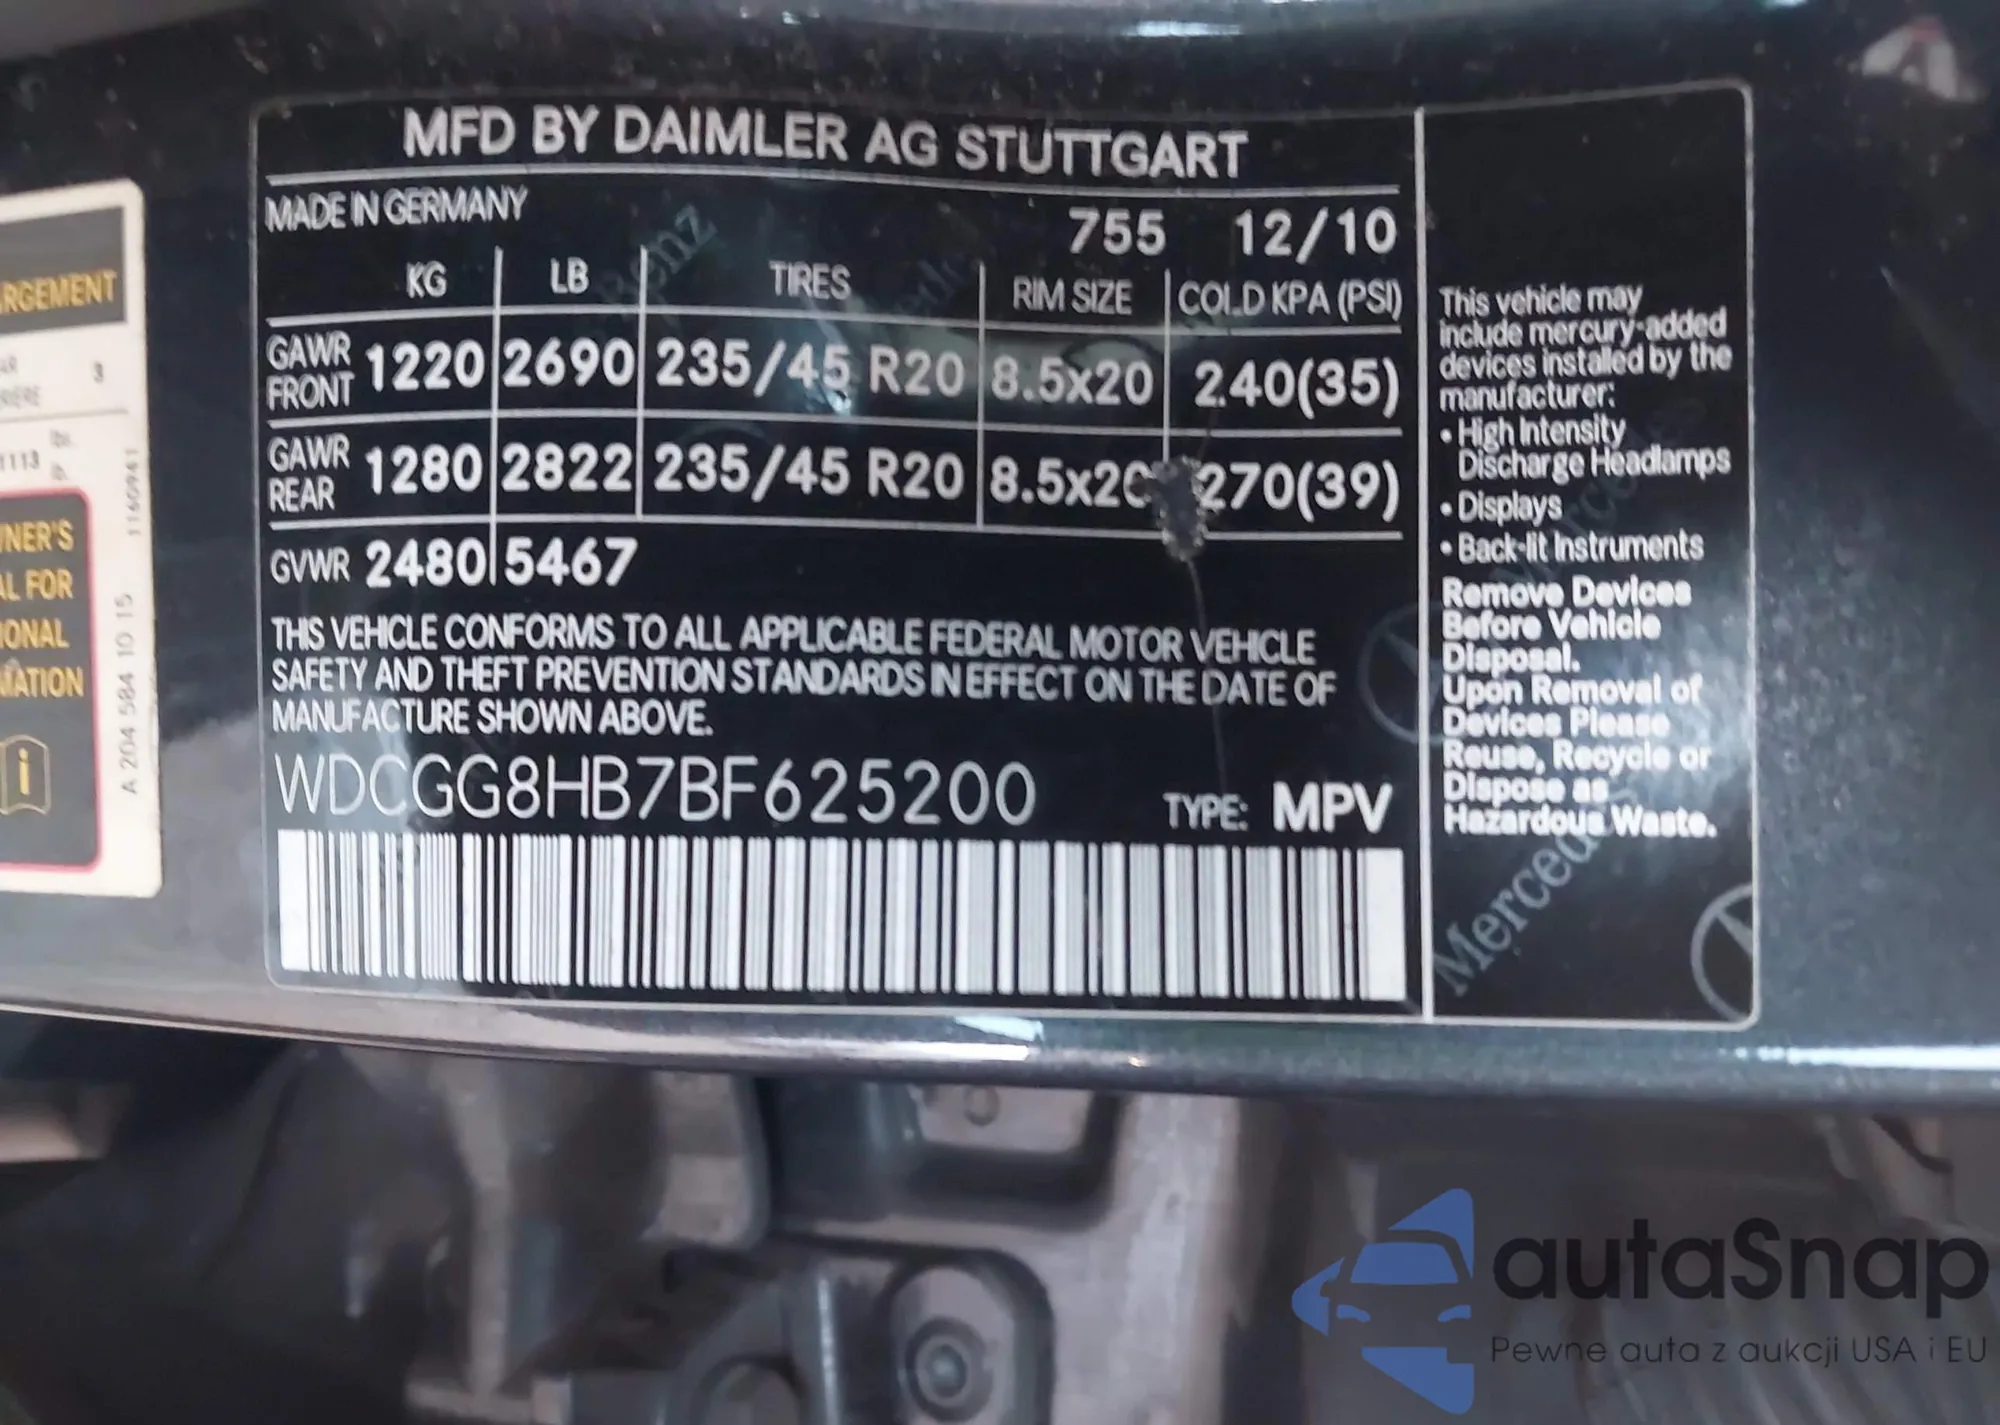 MFD BY DAIMLER AG STUTTGART
MADE IN GERMANY
755 12/10
KG LB TIRES RIM SIZE COLD KPA (PSI)
GAWR FRONT 1220 2690 235/45 R20 8.5x20 240(35)
GAWR REAR 1280 2822 235/45 R20 8.5x20 270(39)
GVWR 2480 5467
THIS VEHICLE CONFORMS TO ALL APPLICABLE FEDERAL MOTOR VEHICLE
SAFETY AND THEFT PREVENTION STANDARDS IN EFFECT ON THE DATE OF
MANUFACTURE SHOWN ABOVE.
WDCGG8HB7BF625200 TYPE: MPV
This vehicle may
include mercury-added
devices installed by the
manufacturer:
• High Intensity
Discharge Headlamps
• Displays
• Back-lit Instruments
Remove Devices
Before Vehicle
Disposal.
Upon Removal of
Devices Please
Reuse, Recycle or
Dispose as
Hazardous Waste.
3
1113
lb.
A 204 584 10 15 1160941
autaSnap
Pewne auta z aukcji USA i EU